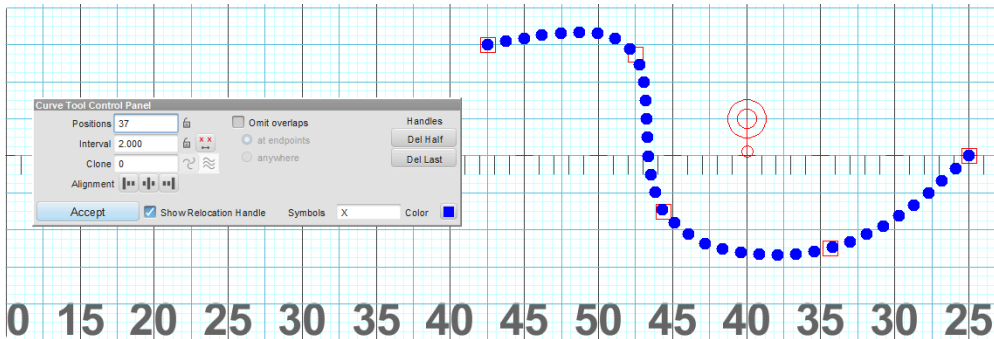 Curve Tool Control Panel
Positions 37 Omit overlaps Handles
Interval 2.000 at endpoints Del Half
Clone 0 anywhere Del Last
Alignment
Accept Show Relocation Handle Symbols X Color
0 15 20 25 30 35 40 45 50 45 40 35 30 25